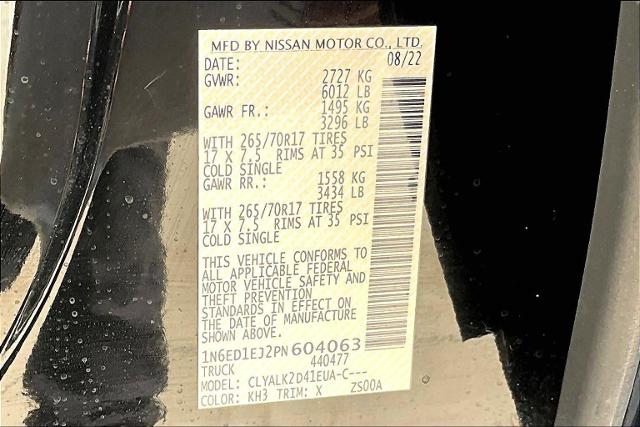 MFD BY NISSAN MOTOR CO., LTD.
DATE: 08/22
GVWR: 2727 KG
6012 LB
GAWR FR.: 1495 KG
3296 LB
WITH 265/70R17 TIRES
17 X 7.5 RIMS AT 35 PSI
COLD SINGLE
GAWR RR.: 1558 KG
3434 LB
WITH 265/70R17 TIRES
17 X 7.5 RIMS AT 35 PSI
COLD SINGLE
THIS VEHICLE CONFORMS TO
ALL APPLICABLE FEDERAL
MOTOR VEHICLE SAFETY AND
THEFT PREVENTION
STANDARDS IN EFFECT ON
THE DATE OF MANUFACTURE
SHOWN ABOVE.
1N6ED1EJ2PN604063
TRUCK 440477
MODEL: CLYALK2D41EUA-C---
COLOR: KH3 TRIM: X ZS00A